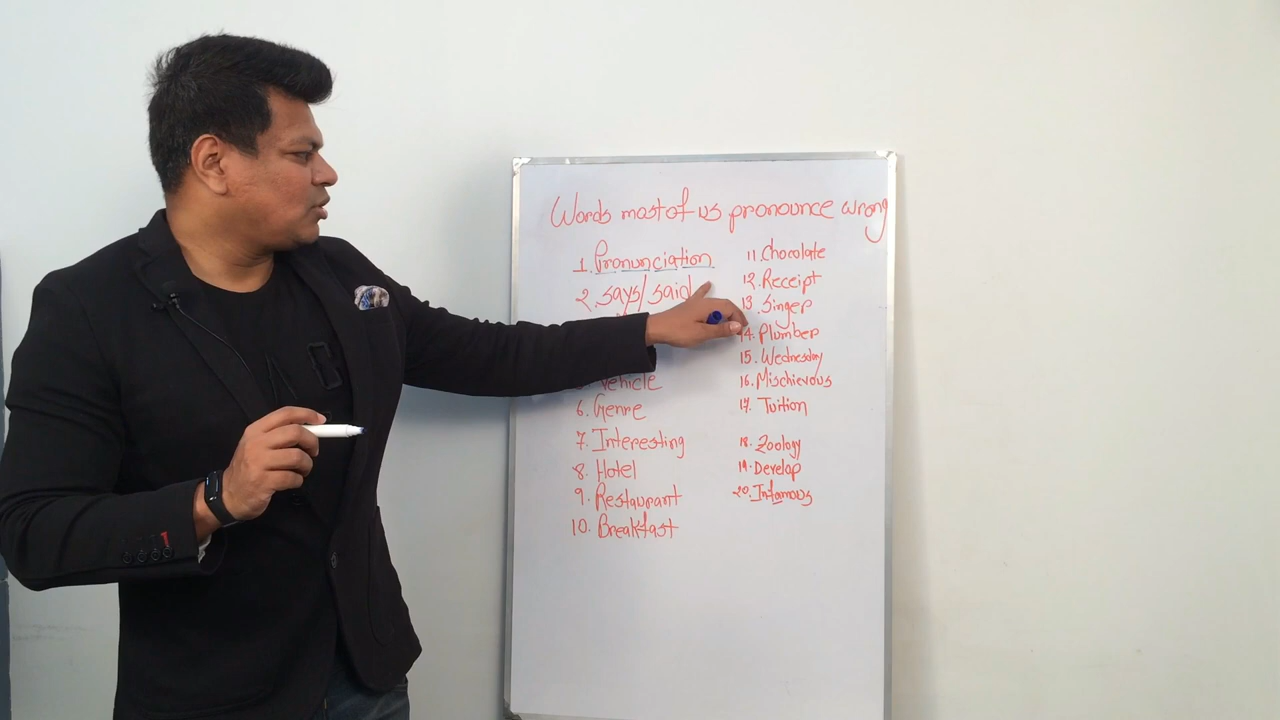 Words most of us pronounce wrong
1. Pronunciation
2. says/said
Vehicle
6. Genre
7. Interesting
8. Hotel
9. Restaurant
10. Breakfast
11. Chocolate
12. Receipt
13. Singer
14. Plumber
15. Wednesday
16. Mischievous
17. Tuition
18. Zoology
19. Develop
20. Infamous